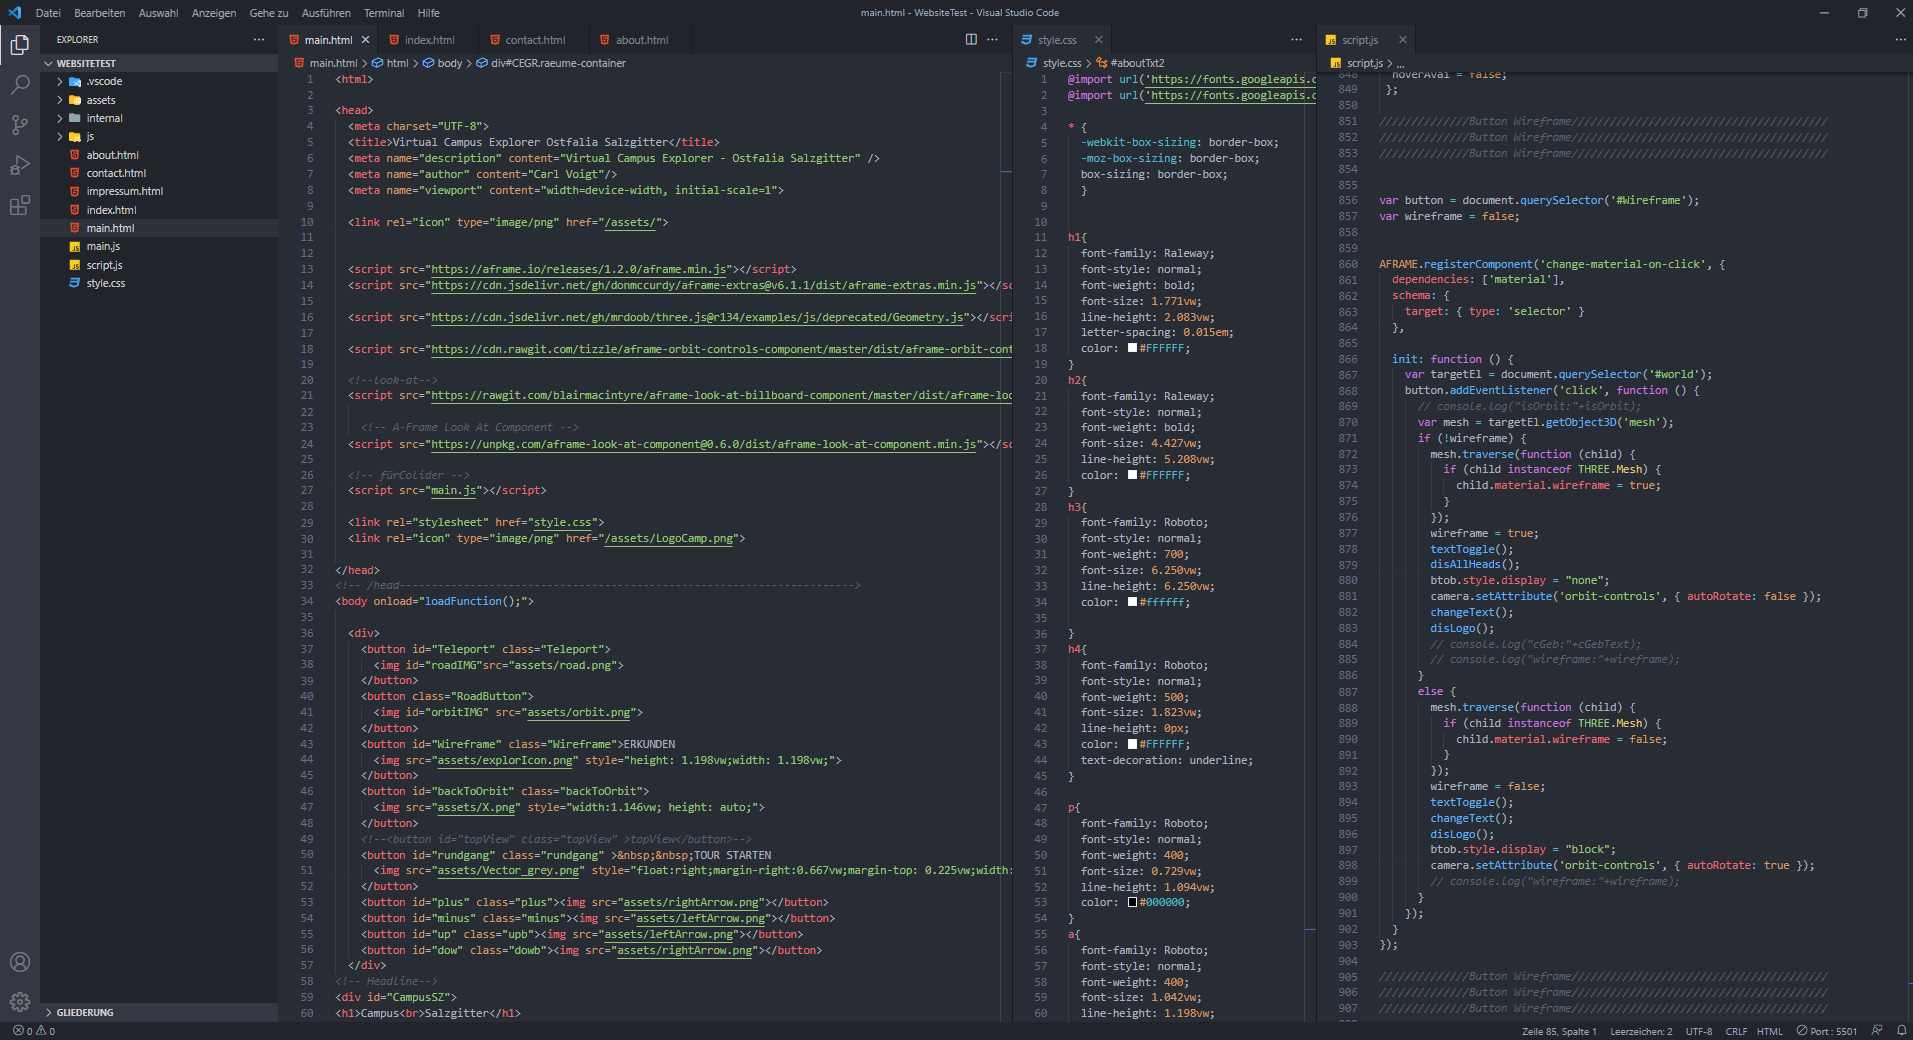 Datei Bearbeiten Auswahl Anzeigen Gehe zu Ausführen Terminal Hilfe
main.html - WebsiteTest - Visual Studio Code
EXPLORER
WEBSITETEST
.vscode
assets
internal
js
about.html
contact.html
impressum.html
index.html
main.html
main.js
script.js
style.css
GLIEDERUNG
main.html index.html contact.html about.html
main.html > html > body > div#CEGR.raeume-container
1 <html>
2
3 <head>
4 <meta charset="UTF-8">
5 <title>Virtual Campus Explorer Ostfalia Salzgitter</title>
6 <meta name="description" content="Virtual Campus Explorer - Ostfalia Salzgitter" />
7 <meta name="author" content="Carl Voigt"/>
8 <meta name="viewport" content="width=device-width, initial-scale=1">
9
10 <link rel="icon" type="image/png" href="/assets/">
11
12
13 <script src="https://aframe.io/releases/1.2.0/aframe.min.js"></script>
14 <script src="https://cdn.jsdelivr.net/gh/donmccurdy/aframe-extras@v6.1.1/dist/aframe-extras.min.js"></sc
15
16 <script src="https://cdn.jsdelivr.net/gh/mrdoob/three.js@r134/examples/js/deprecated/Geometry.js"></scri
17
18 <script src="https://cdn.rawgit.com/tizzle/aframe-orbit-controls-component/master/dist/aframe-orbit-cont
19
20 <!--look-at-->
21 <script src="https://rawgit.com/blairmacintyre/aframe-look-at-billboard-component/master/dist/aframe-loo
22
23 <!-- A-Frame Look At Component -->
24 <script src="https://unpkg.com/aframe-look-at-component@0.6.0/dist/aframe-look-at-component.min.js"></sc
25
26 <!-- fürColider -->
27 <script src="main.js"></script>
28
29 <link rel="stylesheet" href="style.css">
30 <link rel="icon" type="image/png" href="/assets/LogoCamp.png">
31
32 </head>
33 <!-- /head----------------------------------------------------------------------->
34 <body onload="loadFunction();">
35
36 <div>
37 <button id="Teleport" class="Teleport">
38 <img id="roadIMG"src="assets/road.png">
39 </button>
40 <button class="RoadButton">
41 <img id="orbitIMG" src="assets/orbit.png">
42 </button>
43 <button id="Wireframe" class="Wireframe">ERKUNDEN
44 <img src="assets/explorIcon.png" style="height: 1.198vw;width: 1.198vw;">
45 </button>
46 <button id="backToOrbit" class="backToOrbit">
47 <img src="assets/X.png" style="width:1.146vw; height: auto;">
48 </button>
49 <!--<button id="topView" class="topView" >topView</button>-->
50 <button id="rundgang" class="rundgang" >&nbsp;&nbsp;TOUR STARTEN
51 <img src="assets/Vector_grey.png" style="float:right;margin-right:0.667vw;margin-top: 0.225vw;width:
52 </button>
53 <button id="plus" class="plus"><img src="assets/rightArrow.png"></button>
54 <button id="minus" class="minus"><img src="assets/leftArrow.png"></button>
55 <button id="up" class="upb"><img src="assets/leftArrow.png"></button>
56 <button id="dow" class="dowb"><img src="assets/rightArrow.png"></button>
57 </div>
58 <!-- HeadLine-->
59 <div id="CampusSZ">
60 <h1>Campus<br>Salzgitter</h1>
style.css
style.css > #aboutTxt2
1 @import url('https://fonts.googleapis.c
2 @import url('https://fonts.googleapis.c
3
4 * {
5 -webkit-box-sizing: border-box;
6 -moz-box-sizing: border-box;
7 box-sizing: border-box;
8 }
9
10
11 h1{
12 font-family: Raleway;
13 font-style: normal;
14 font-weight: bold;
15 font-size: 1.771vw;
16 line-height: 2.083vw;
17 letter-spacing: 0.015em;
18 color: #FFFFFF;
19 }
20 h2{
21 font-family: Raleway;
22 font-style: normal;
23 font-weight: bold;
24 font-size: 4.427vw;
25 line-height: 5.208vw;
26 color: #FFFFFF;
27 }
28 h3{
29 font-family: Roboto;
30 font-style: normal;
31 font-weight: 700;
32 font-size: 6.250vw;
33 line-height: 6.250vw;
34 color: #ffffff;
35
36 }
37 h4{
38 font-family: Roboto;
39 font-style: normal;
40 font-weight: 500;
41 font-size: 1.823vw;
42 line-height: 0px;
43 color: #FFFFFF;
44 text-decoration: underline;
45 }
46
47 p{
48 font-family: Roboto;
49 font-style: normal;
50 font-weight: 400;
51 font-size: 0.729vw;
52 line-height: 1.094vw;
53 color: #000000;
54 }
55 a{
56 font-family: Roboto;
57 font-style: normal;
58 font-weight: 400;
59 font-size: 1.042vw;
60 line-height: 1.198vw;
script.js
script.js > ...
848 hoverAval = false;
849 };
850
851 //////////////Button Wireframe////////////////////////////////////////
852 //////////////Button Wireframe////////////////////////////////////////
853 //////////////Button Wireframe////////////////////////////////////////
854
855
856 var button = document.querySelector('#Wireframe');
857 var wireframe = false;
858
859
860 AFRAME.registerComponent('change-material-on-click', {
861 dependencies: ['material'],
862 schema: {
863 target: { type: 'selector' }
864 },
865
866 init: function () {
867 var targetEl = document.querySelector('#world');
868 button.addEventListener('click', function () {
869 // console.log("isOrbit:"+isOrbit);
870 var mesh = targetEl.getObject3D('mesh');
871 if (!wireframe) {
872 mesh.traverse(function (child) {
873 if (child instanceof THREE.Mesh) {
874 child.material.wireframe = true;
875 }
876 });
877 wireframe = true;
878 textToggle();
879 disAllHeads();
880 btob.style.display = "none";
881 camera.setAttribute('orbit-controls', { autoRotate: false });
882 changeText();
883 disLogo();
884 // console.log("cGeb:"+cGebText);
885 // console.log("wireframe:"+wireframe);
886 }
887 else {
888 mesh.traverse(function (child) {
889 if (child instanceof THREE.Mesh) {
890 child.material.wireframe = false;
891 }
892 });
893 wireframe = false;
894 textToggle();
895 changeText();
896 disLogo();
897 btob.style.display = "block";
898 camera.setAttribute('orbit-controls', { autoRotate: true });
899 // console.log("wireframe:"+wireframe);
900 }
901 });
902 }
903 });
904
905 //////////////Button Wireframe////////////////////////////////////////
906 //////////////Button Wireframe////////////////////////////////////////
907 //////////////Button Wireframe////////////////////////////////////////
0 0
Zeile 85, Spalte 1 Leerzeichen: 2 UTF-8 CRLF HTML Port : 5501